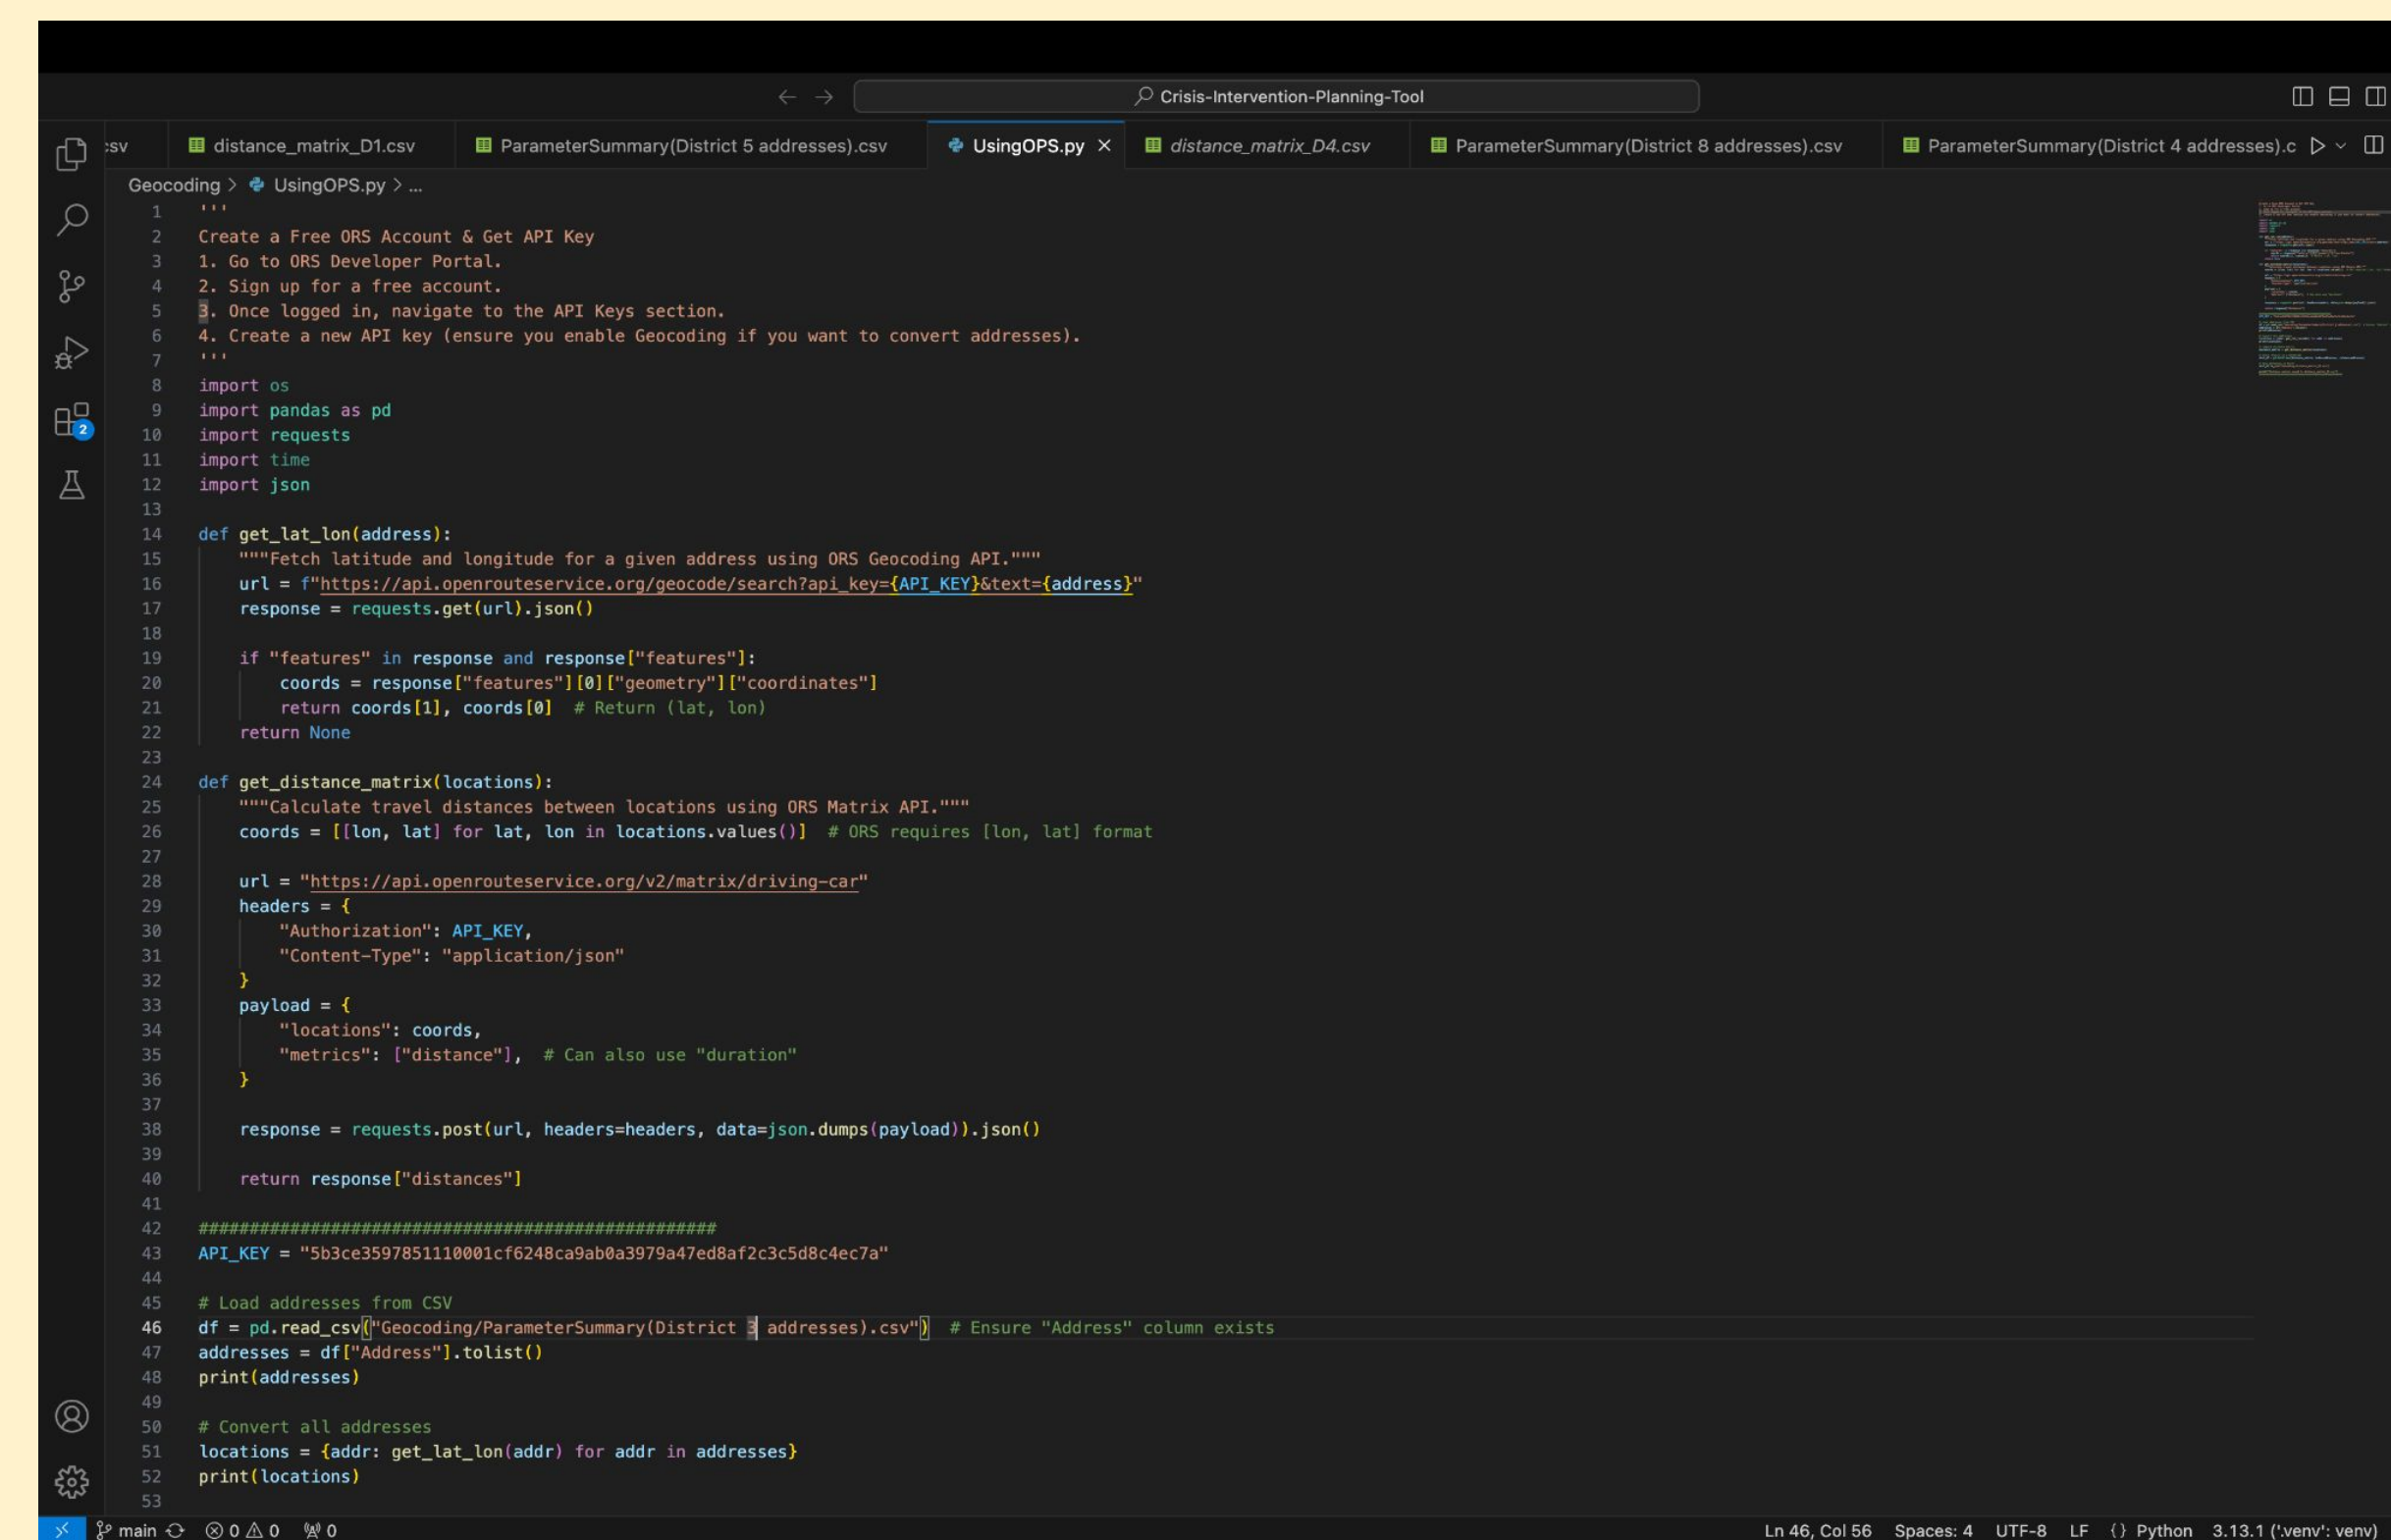 Crisis-Intervention-Planning-Tool
:sv distance_matrix_D1.csv ParameterSummary(District 5 addresses).csv UsingOPS.py distance_matrix_D4.csv ParameterSummary(District 8 addresses).csv ParameterSummary(District 4 addresses).c
Geocoding > UsingOPS.py > ...
1 '''
2 Create a Free ORS Account & Get API Key
3 1. Go to ORS Developer Portal.
4 2. Sign up for a free account.
5 3. Once logged in, navigate to the API Keys section.
6 4. Create a new API key (ensure you enable Geocoding if you want to convert addresses).
7 '''
8 import os
9 import pandas as pd
10 import requests
11 import time
12 import json
13
14 def get_lat_lon(address):
15     """Fetch latitude and longitude for a given address using ORS Geocoding API."""
16     url = f"https://api.openrouteservice.org/geocode/search?api_key={API_KEY}&text={address}"
17     response = requests.get(url).json()
18
19     if "features" in response and response["features"]:
20         coords = response["features"][0]["geometry"]["coordinates"]
21         return coords[1], coords[0]  # Return (lat, lon)
22     return None
23
24 def get_distance_matrix(locations):
25     """Calculate travel distances between locations using ORS Matrix API."""
26     coords = [[lon, lat] for lat, lon in locations.values()]  # ORS requires [lon, lat] format
27
28     url = "https://api.openrouteservice.org/v2/matrix/driving-car"
29     headers = {
30         "Authorization": API_KEY,
31         "Content-Type": "application/json"
32     }
33     payload = {
34         "locations": coords,
35         "metrics": ["distance"],  # Can also use "duration"
36     }
37
38     response = requests.post(url, headers=headers, data=json.dumps(payload)).json()
39
40     return response["distances"]
41
42 ###################################################
43 API_KEY = "5b3ce3597851110001cf6248ca9ab0a3979a47ed8af2c3c5d8c4ec7a"
44
45 # Load addresses from CSV
46 df = pd.read_csv("Geocoding/ParameterSummary(District 3 addresses).csv")  # Ensure "Address" column exists
47 addresses = df["Address"].tolist()
48 print(addresses)
49
50 # Convert all addresses
51 locations = {addr: get_lat_lon(addr) for addr in addresses}
52 print(locations)
53
2
main 0 0 0 Ln 46, Col 56 Spaces: 4 UTF-8 LF {} Python 3.13.1 ('.venv': venv)